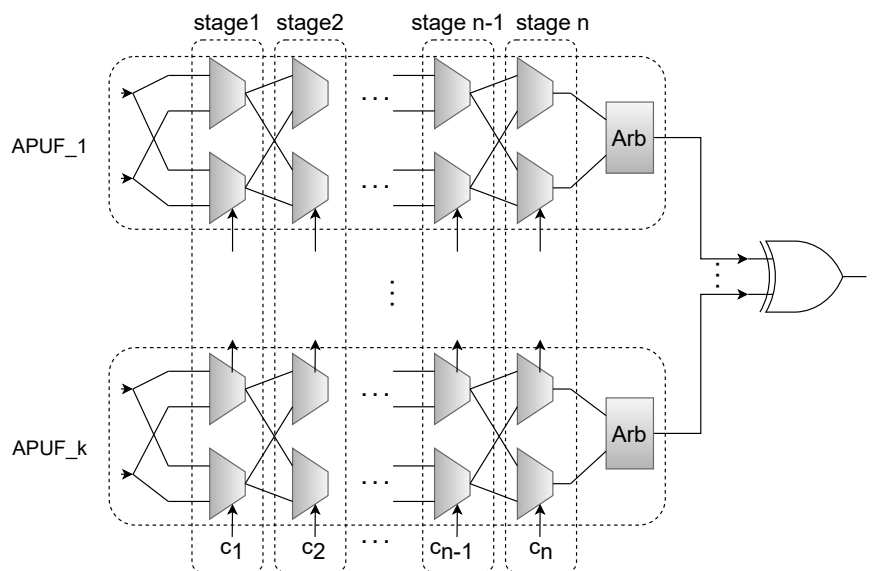 stage1 stage2 stage n-1 stage n
. . .
APUF_1
Arb
. . .
. . .
. . .
. . .
APUF_k
Arb
. . .
c1 c2 . . . cn-1 cn